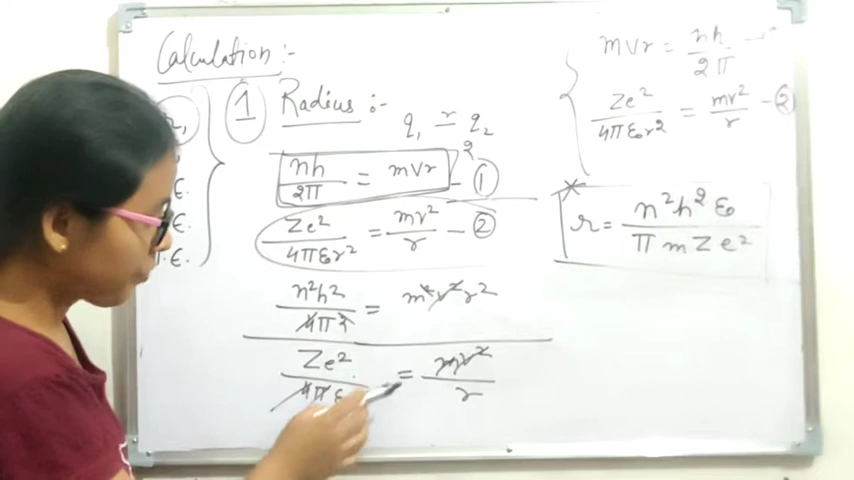 Calculation :-
1 Radius :-
q₁ r q₂
nh/2π = mvr - 1
2
Ze²/4πε₀r² = mv²/r - 2
n²h²/4π² = m²v²r²
Ze²/4πε = mv²/r
mvr = nh/2π
Ze²/4πε₀r² = mv²/r - 2
r = n²h²ε₀/πmZe²